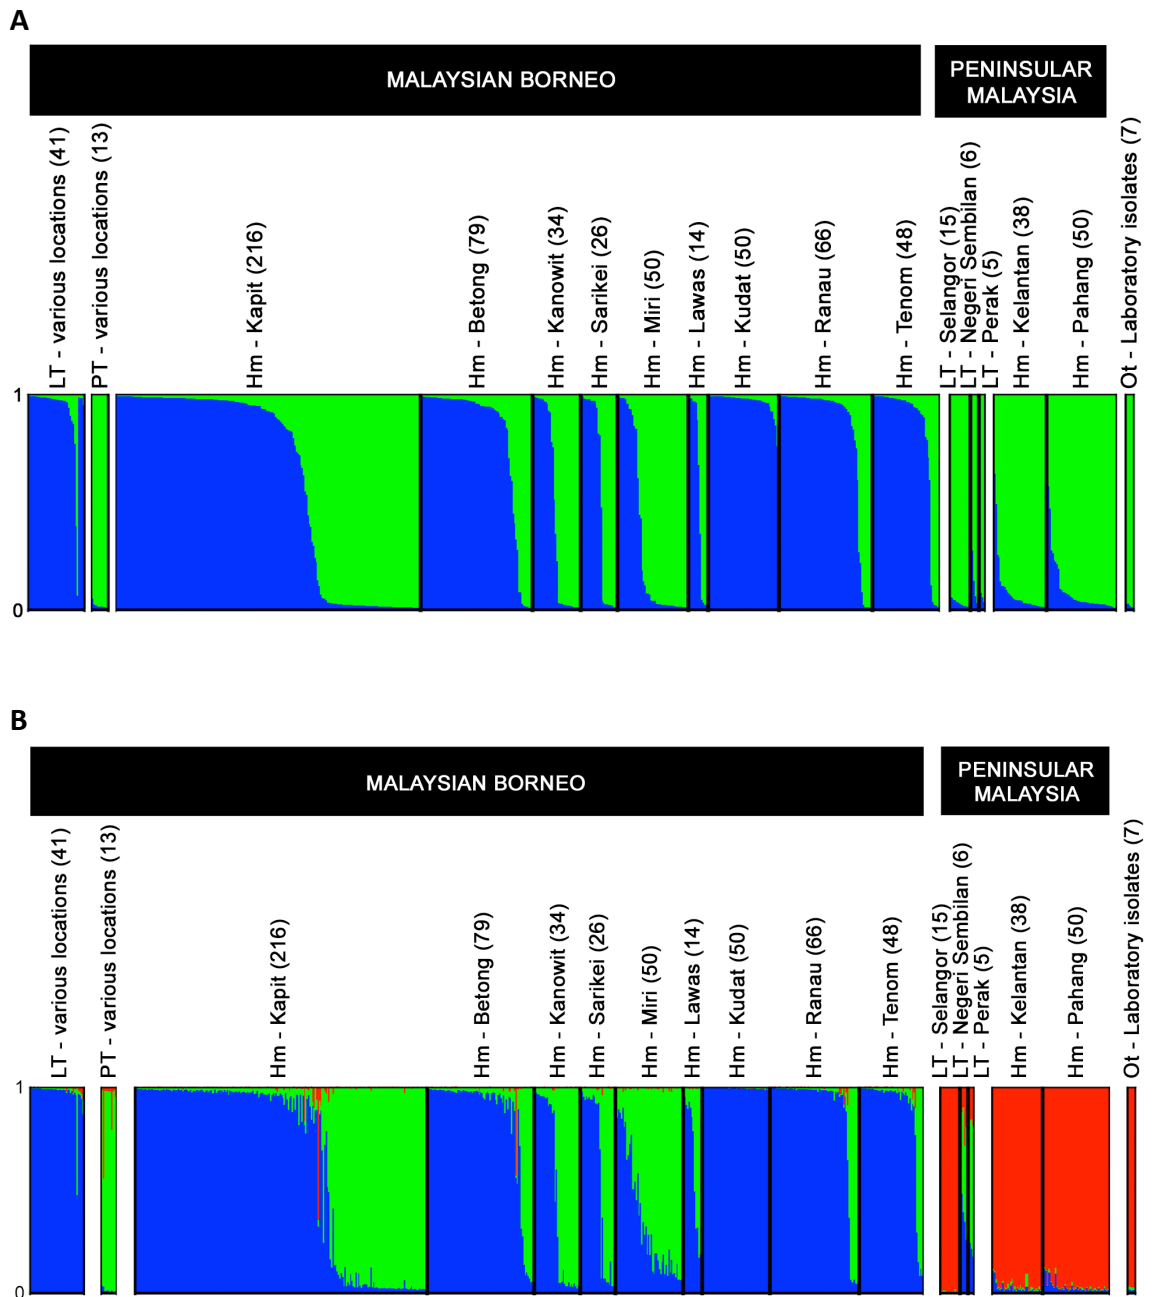 A
MALAYSIAN BORNEO
PENINSULAR
MALAYSIA
LT - various locations (41)
PT - various locations (13)
Hm - Kapit (216)
Hm - Betong (79)
Hm - Kanowit (34)
Hm - Sarikei (26)
Hm - Miri (50)
Hm - Lawas (14)
Hm - Kudat (50)
Hm - Ranau (66)
Hm - Tenom (48)
LT - Selangor (15)
LT - Negeri Sembilan (6)
LT - Perak (5)
Hm - Kelantan (38)
Hm - Pahang (50)
Ot - Laboratory isolates (7)
1
0
B
MALAYSIAN BORNEO
PENINSULAR
MALAYSIA
LT - various locations (41)
PT - various locations (13)
Hm - Kapit (216)
Hm - Betong (79)
Hm - Kanowit (34)
Hm - Sarikei (26)
Hm - Miri (50)
Hm - Lawas (14)
Hm - Kudat (50)
Hm - Ranau (66)
Hm - Tenom (48)
LT - Selangor (15)
LT - Negeri Sembilan (6)
LT - Perak (5)
Hm - Kelantan (38)
Hm - Pahang (50)
Ot - Laboratory isolates (7)
1
0